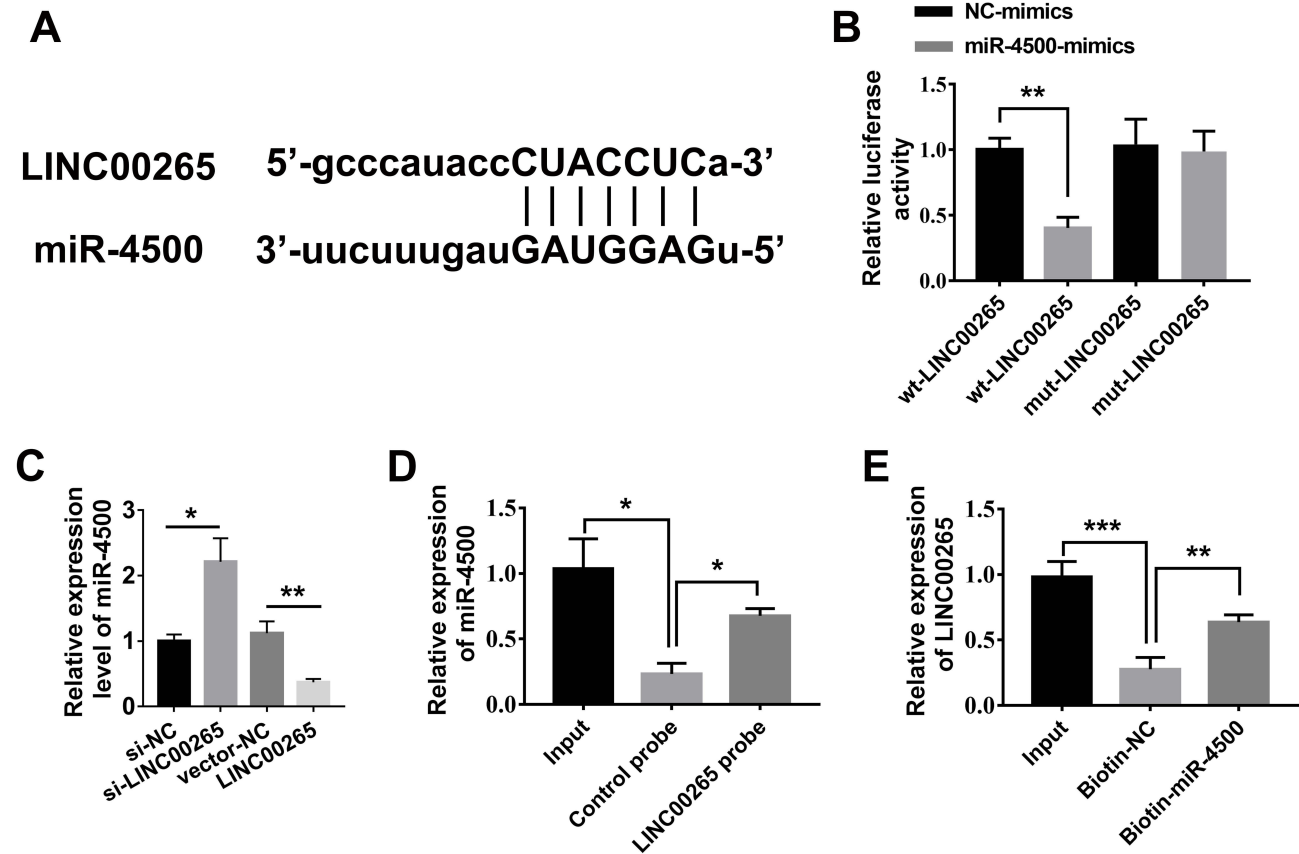 A
LINC00265 5’-gcccauaccCUACCUCa-3’
miR-4500 3’-uucuuugauGAUGGAGu-5’
B
NC-mimics
miR-4500-mimics
Relative luciferase
activity
1.5
1.0
0.5
0.0
**
wt-LINC00265
wt-LINC00265
mut-LINC00265
mut-LINC00265
C
Relative expression
level of miR-4500
3
2
1
0
*
**
si-NC
si-LINC00265
vector-NC
LINC00265
D
Relative expression
of miR-4500
1.5
1.0
0.5
0.0
*
*
Input
Control probe
LINC00265 probe
E
Relative expression
of LINC00265
1.5
1.0
0.5
0.0
***
**
Input
Biotin-NC
Biotin-miR-4500